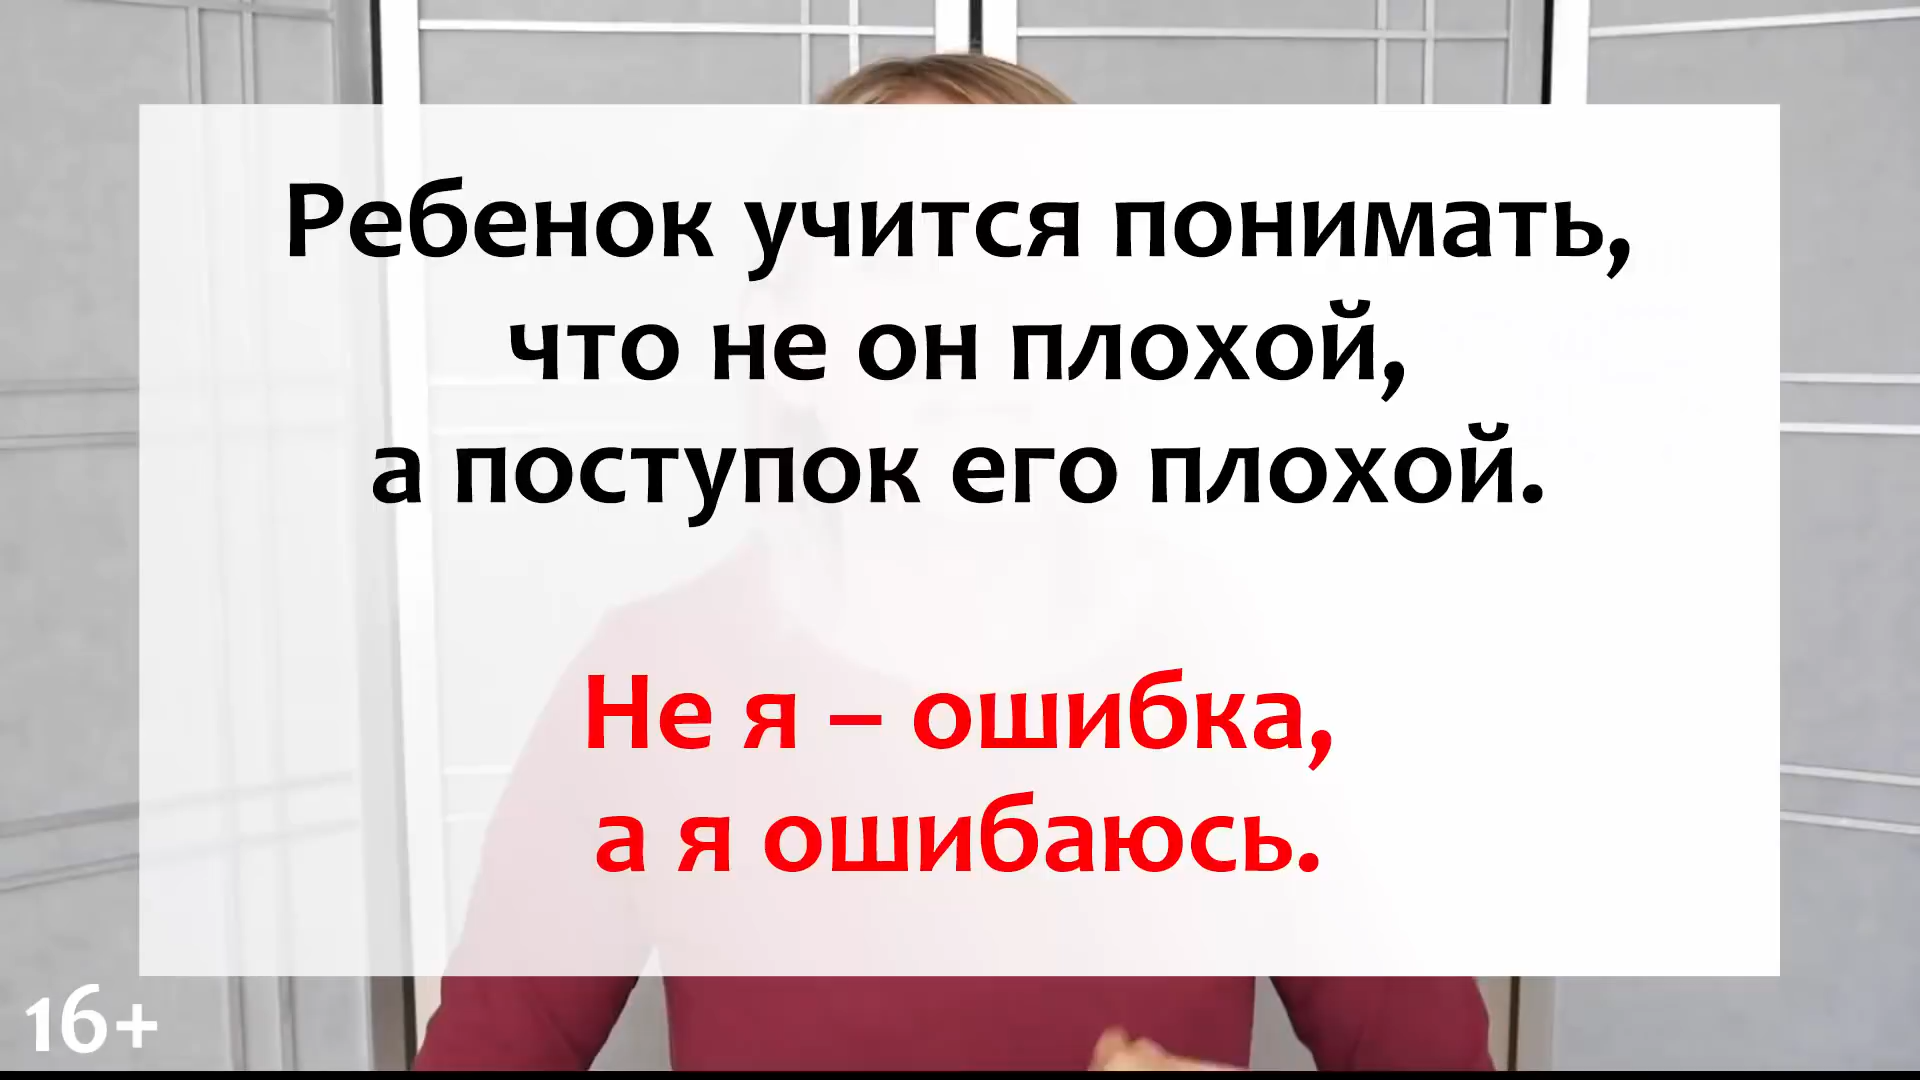 Ребенок учится понимать,
что не он плохой,
а поступок его плохой.
Не я – ошибка,
а я ошибаюсь.
16+